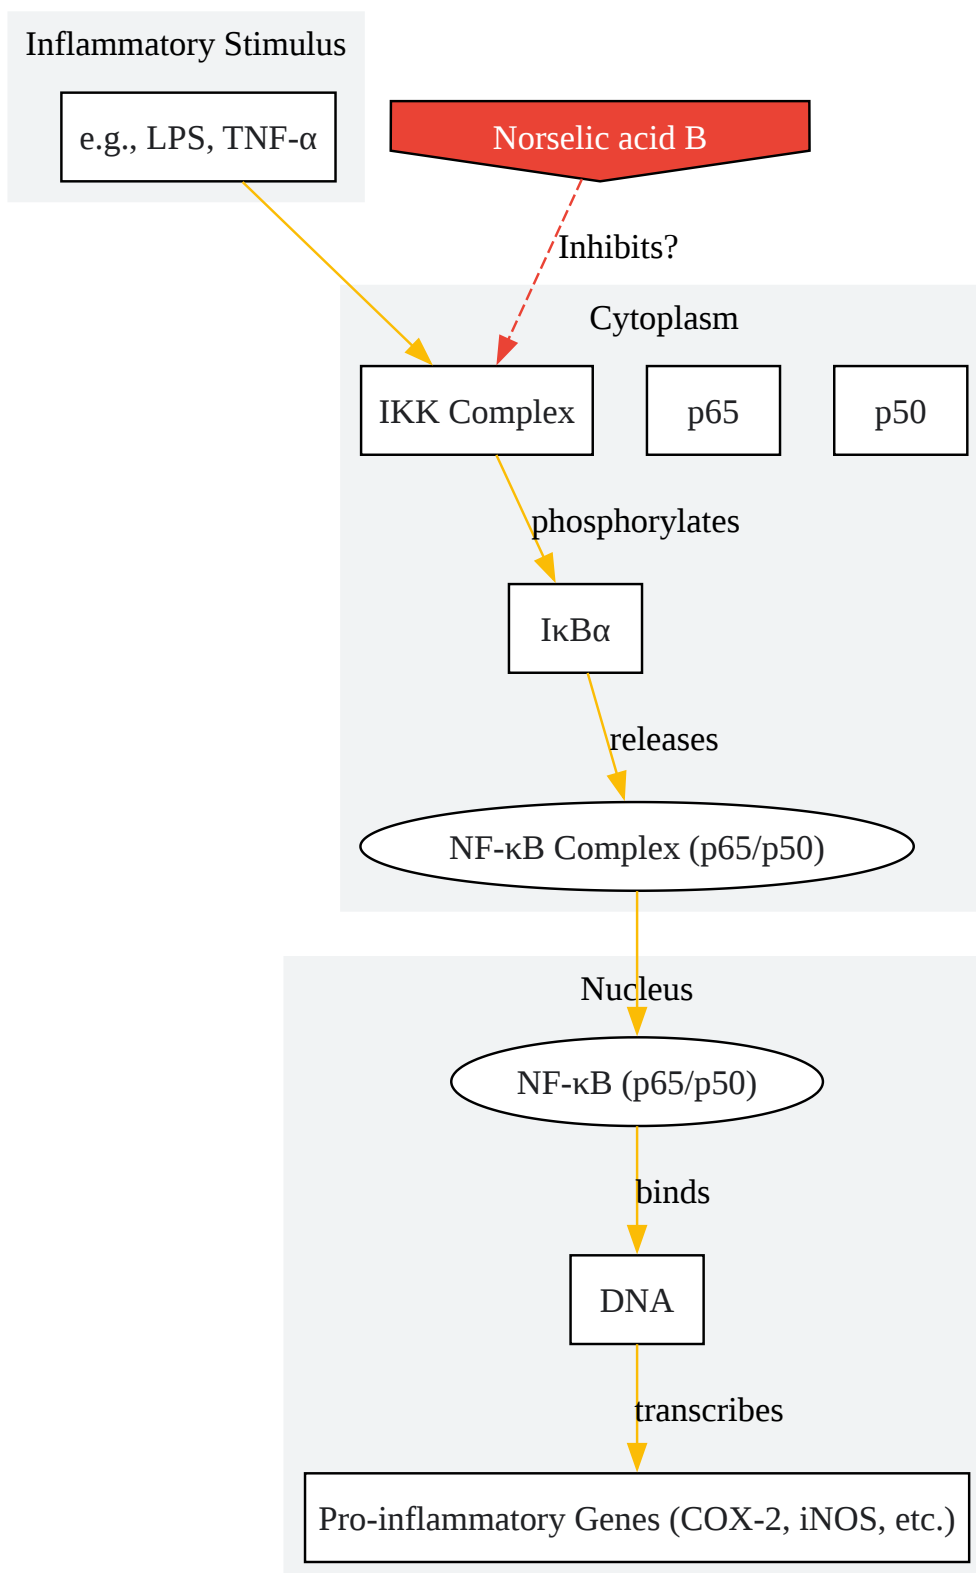 Inflammatory Stimulus
e.g., LPS, TNF-α
Norselic acid B
Inhibits?
Cytoplasm
IKK Complex
p65
p50
phosphorylates
IκBα
releases
NF-κB Complex (p65/p50)
Nucleus
NF-κB (p65/p50)
binds
DNA
transcribes
Pro-inflammatory Genes (COX-2, iNOS, etc.)